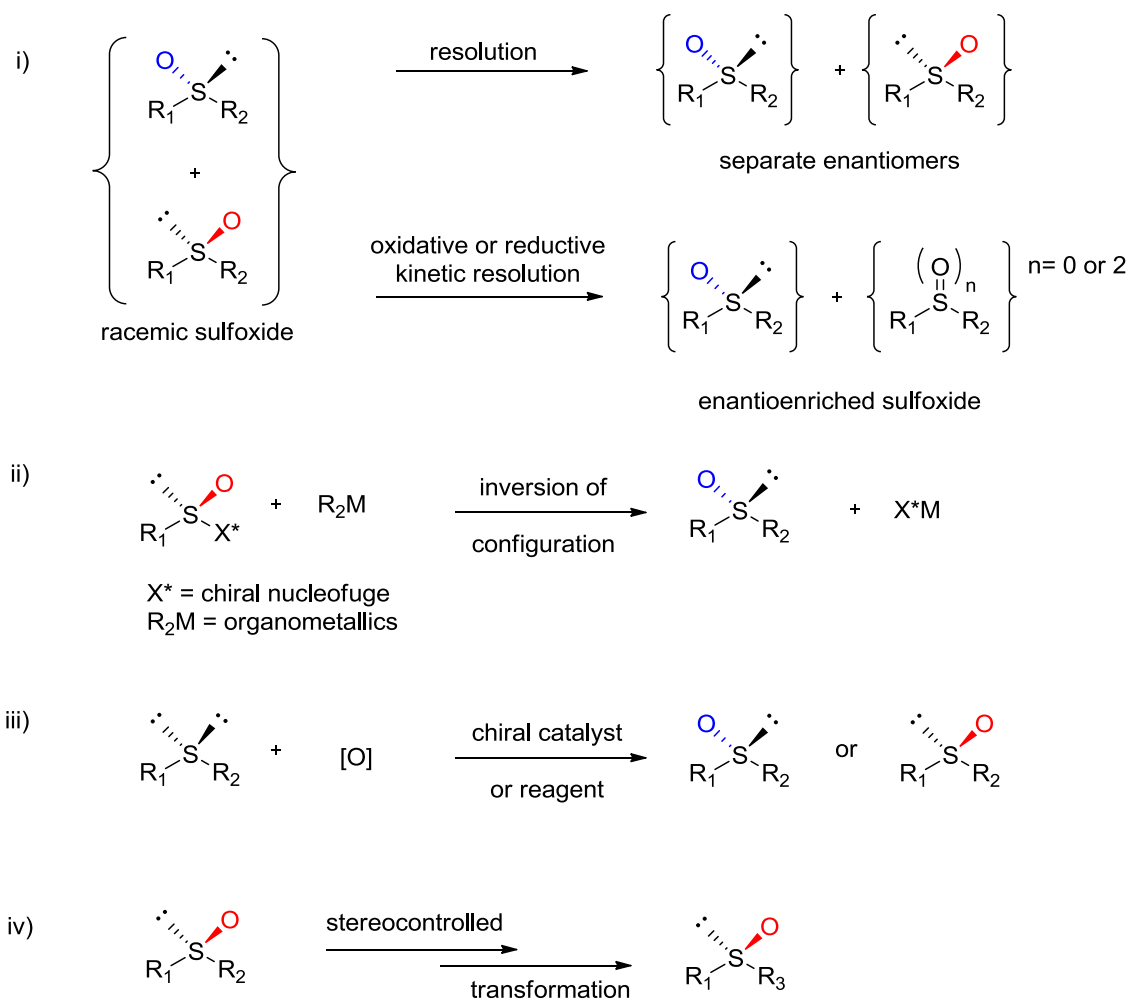 i)
O
S
R1 R2
+
O
S
R1 R2
racemic sulfoxide
resolution
O
S
R1 R2
+
O
S
R1 R2
separate enantiomers
oxidative or reductive
kinetic resolution
O
S
R1 R2
+
(O)n
S
R1 R2
n= 0 or 2
enantioenriched sulfoxide
ii)
O
S
R1 X*
+
R2M
inversion of
configuration
O
S
R1 R2
+
X*M
X* = chiral nucleofuge
R2M = organometallics
iii)
S
R1 R2
+
[O]
chiral catalyst
or reagent
O
S
R1 R2
or
O
S
R1 R2
iv)
O
S
R1 R2
stereocontrolled
transformation
O
S
R1 R3